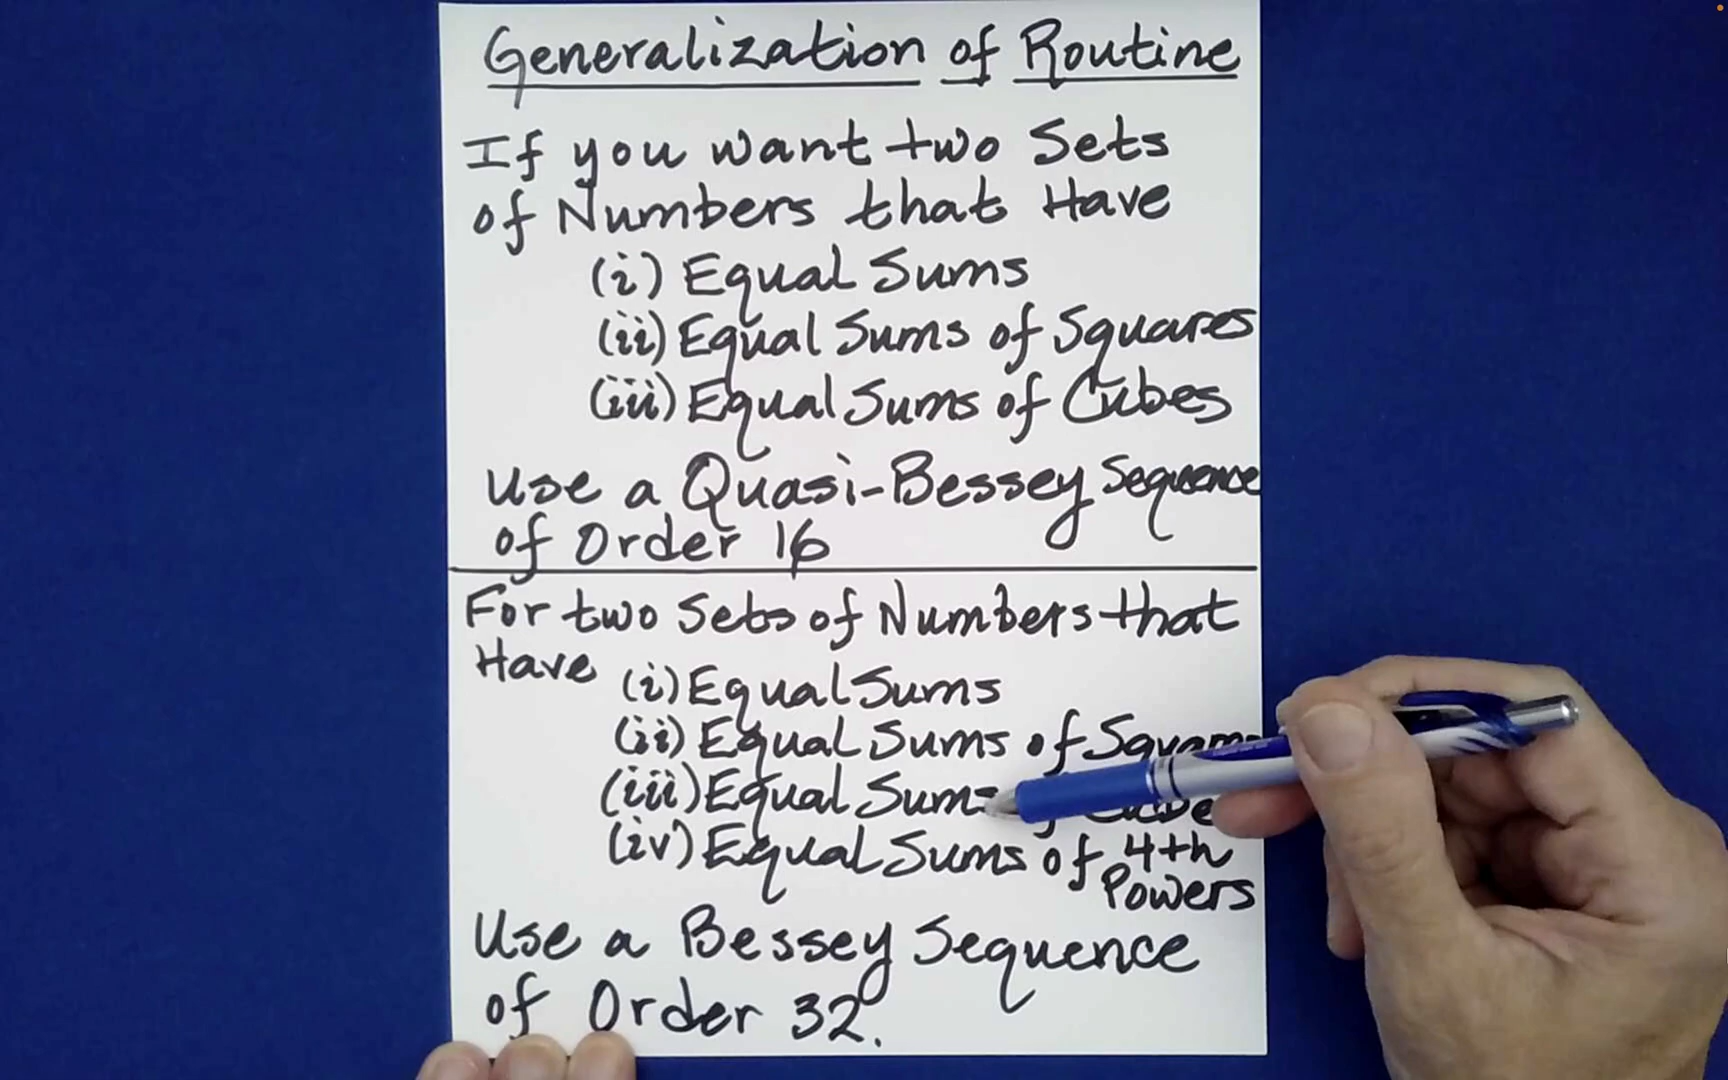 Generalization of Routine
If you want two Sets
of Numbers that Have
(i) Equal Sums
(ii) Equal Sums of Squares
(iii) Equal Sums of Cubes
Use a Quasi-Bessey Sequence
of Order 16
For two Sets of Numbers that
Have
(i) Equal Sums
(ii) Equal Sums of
(iii) Equal Sums
(iv) Equal Sums of 4th
Powers
Use a Bessey Sequence
of Order 32.